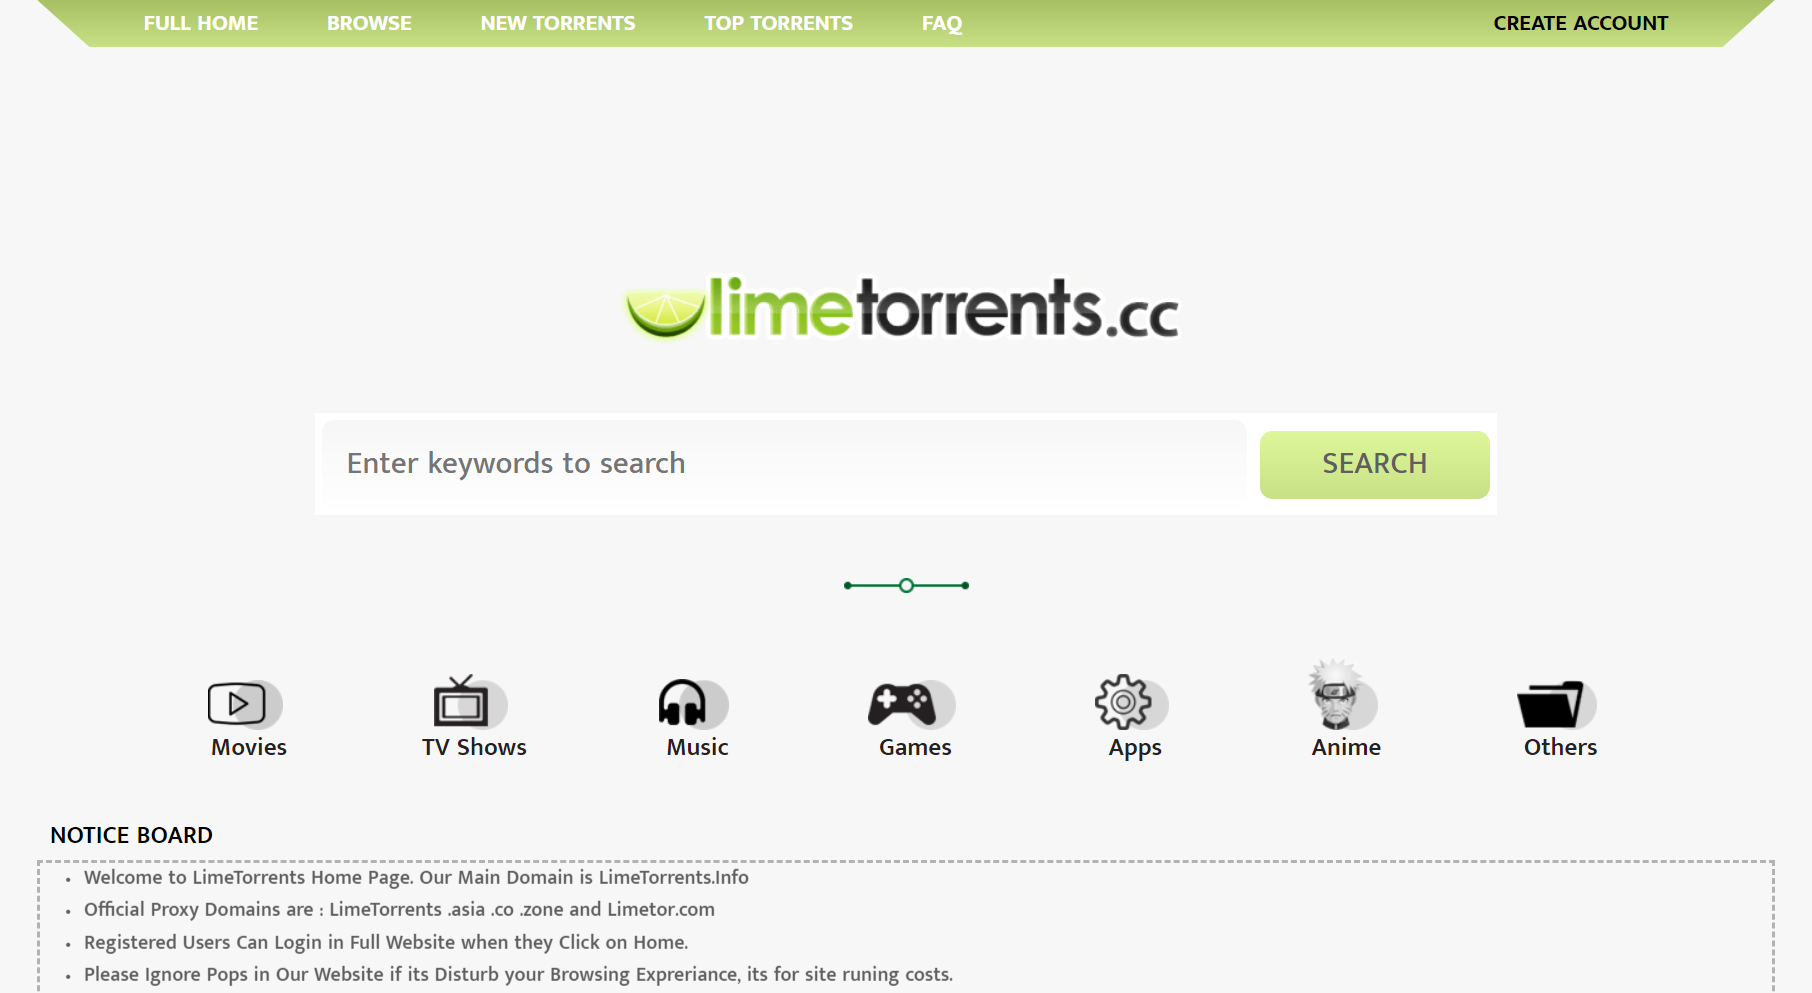 FULL HOME BROWSE NEW TORRENTS TOP TORRENTS FAQ CREATE ACCOUNT
limetorrents.cc
Enter keywords to search SEARCH
Movies TV Shows Music Games Apps Anime Others
NOTICE BOARD
• Welcome to LimeTorrents Home Page. Our Main Domain is LimeTorrents.Info
• Official Proxy Domains are : LimeTorrents .asia .co .zone and Limetor.com
• Registered Users Can Login in Full Website when they Click on Home.
• Please Ignore Pops in Our Website if its Disturb your Browsing Expreriance, its for site runing costs.